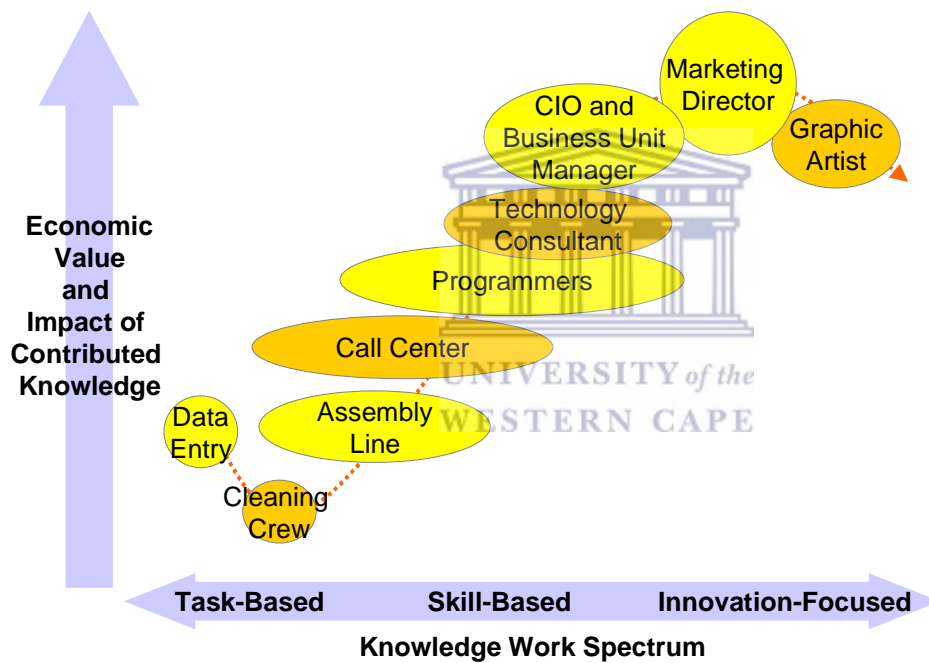 Marketing
Director
CIO and
Business Unit
Manager
Graphic
Artist
Technology
Consultant
Economic
Value
and
Impact of
Contributed
Knowledge
Programmers
Call Center
UNIVERSITY of the
WESTERN CAPE
Data
Entry
Assembly
Line
Cleaning
Crew
Task-Based
Skill-Based
Innovation-Focused
Knowledge Work Spectrum